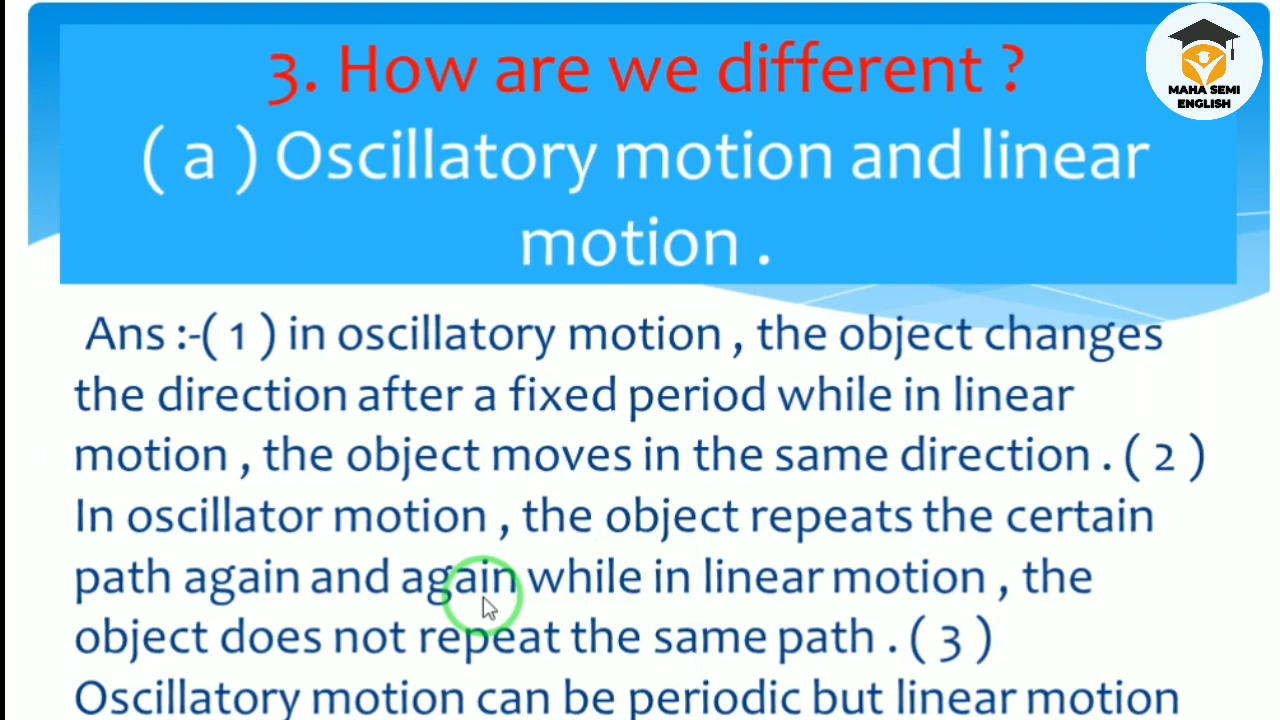 3. How are we different ?
( a ) Oscillatory motion and linear
motion .
MAHA SEMI
ENGLISH
Ans :-( 1 ) in oscillatory motion , the object changes
the direction after a fixed period while in linear
motion , the object moves in the same direction . ( 2 )
In oscillator motion , the object repeats the certain
path again and again while in linear motion , the
object does not repeat the same path . ( 3 )
Oscillatory motion can be periodic but linear motion